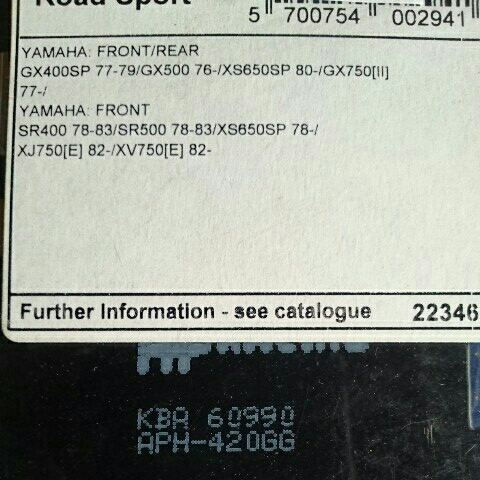 Road Sport
5 700754 002941
YAMAHA: FRONT/REAR
GX400SP 77-79/GX500 76-/XS650SP 80-/GX750[II]
77-/
YAMAHA: FRONT
SR400 78-83/SR500 78-83/XS650SP 78-/
XJ750[E] 82-/XV750[E] 82-
Further Information - see catalogue 22346
KBA 60990
APH-420GG